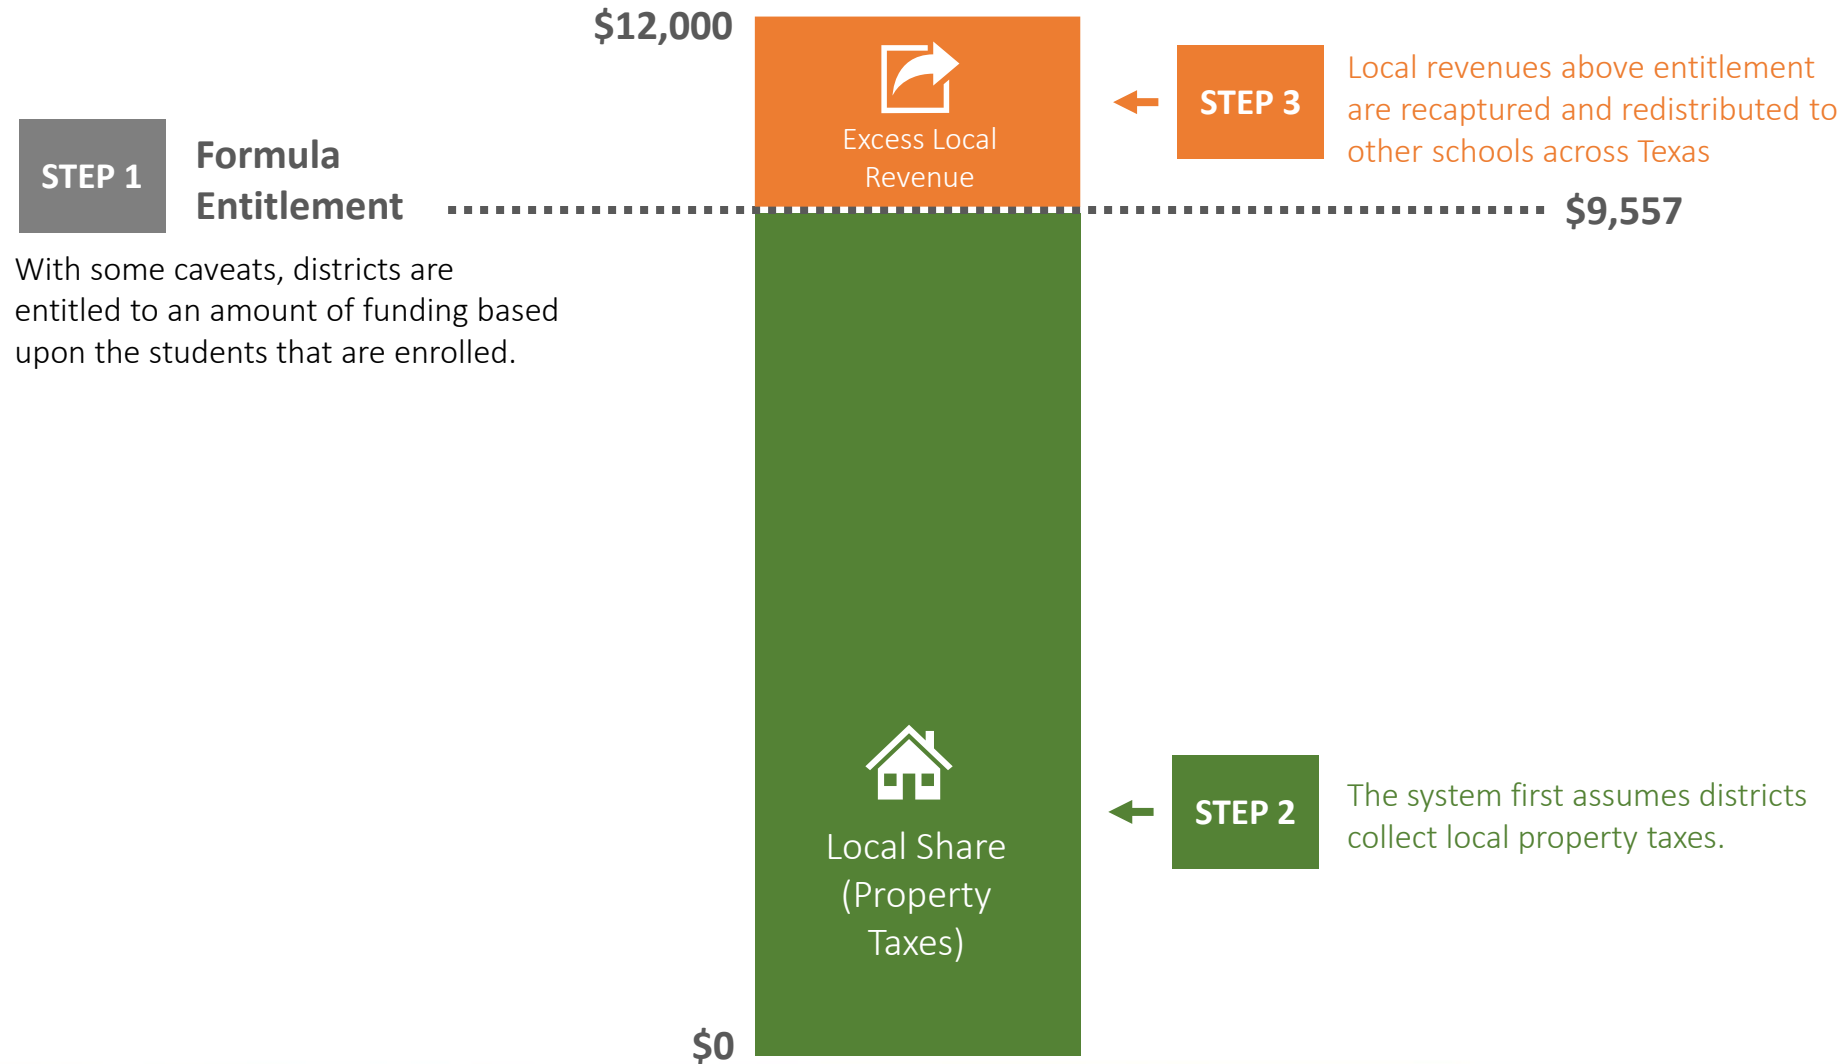 $12,000
STEP 1
Formula
Entitlement
With some caveats, districts are
entitled to an amount of funding based
upon the students that are enrolled.
Excess Local
Revenue
STEP 3
Local revenues above entitlement
are recaptured and redistributed to
other schools across Texas
$9,557
Local Share
(Property
Taxes)
STEP 2
The system first assumes districts
collect local property taxes.
$0